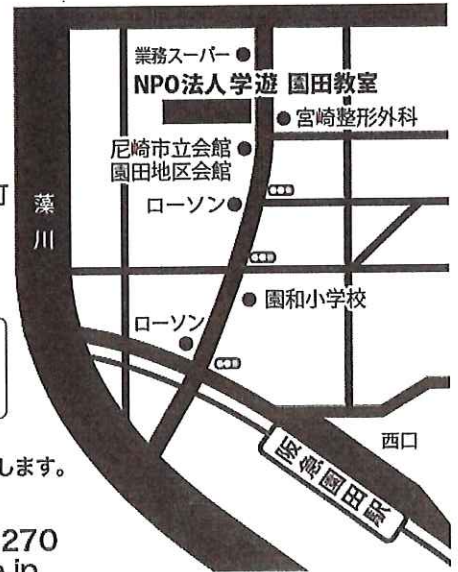 業務スーパー
NPO法人学遊 園田教室
宮崎整形外科
尼崎市立会館
園田地区会館
町
ローソン
藻川
園和小学校
ローソン
西口
阪急園田駅
します。
270